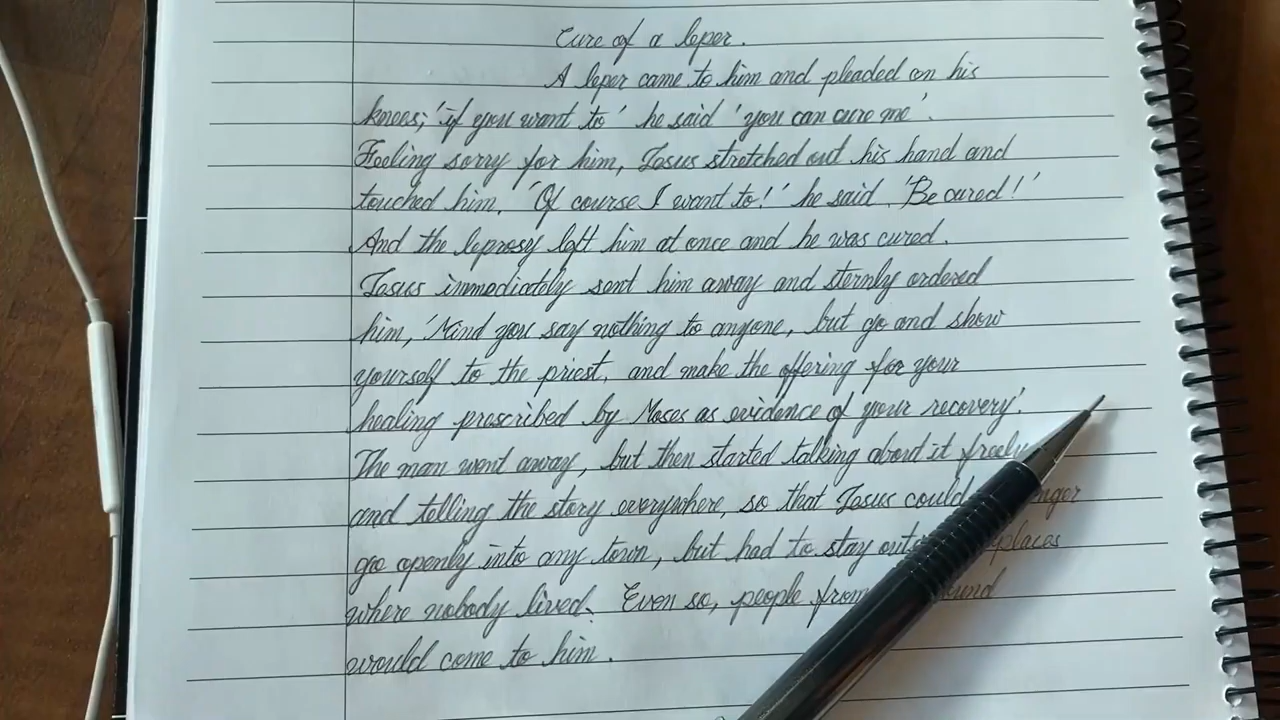 Cure of a leper.
A leper came to him and pleaded on his
knees; 'if you want to' he said 'you can cure me'.
Feeling sorry for him, Jesus stretched out his hand and
touched him. 'Of course I want to!' he said. 'Be cured!'
And the leprosy left him at once and he was cured.
Jesus immediately sent him away and sternly ordered
him, 'Mind you say nothing to anyone, but go and show
yourself to the priest, and make the offering for your
healing prescribed by Moses as evidence of your recovery'.
The man went away, but then started talking about it freely
and telling the story everywhere, so that Jesus could
go openly into any town, but had to stay places
where nobody lived. Even so, people from
would come to him.